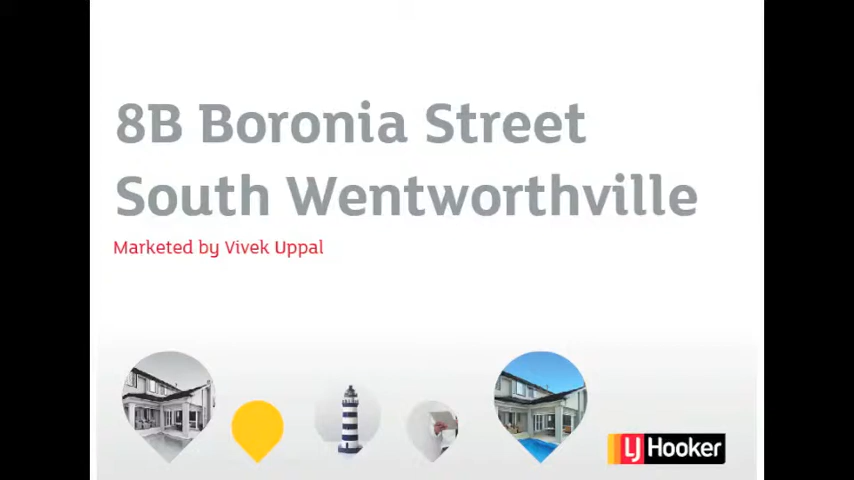 8B Boronia Street
South Wentworthville
Marketed by Vivek Uppal
LJ Hooker